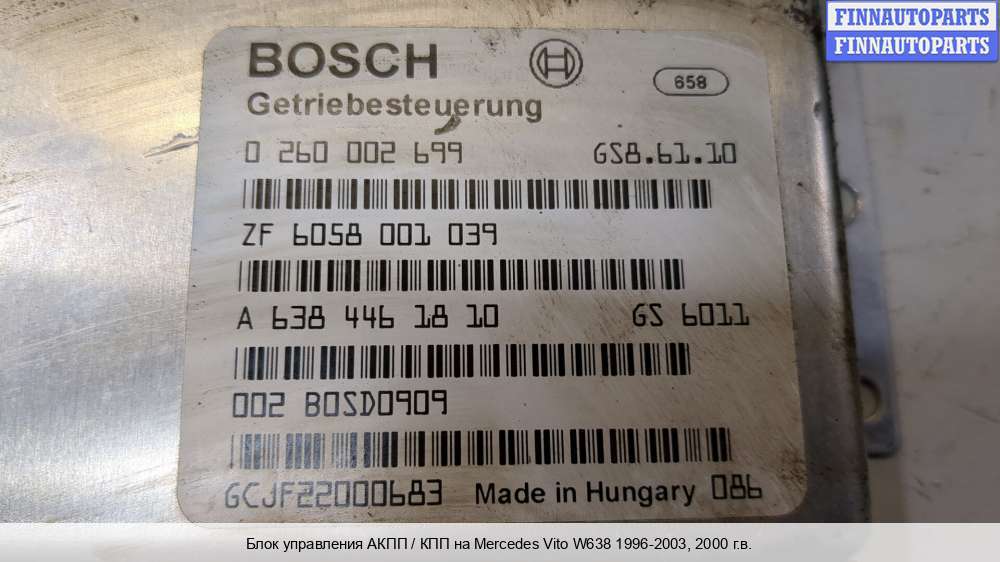 FINNAUTOPARTS
FINNAUTOPARTS
BOSCH
658
Getriebesteuerung
0 260 002 699 GS8.61.10
ZF 6058 001 039
A 638 446 18 10 GS 6011
002 BOSD0909
GCJF22000683 Made in Hungary 086
Блок управления АКПП / КПП на Mercedes Vito W638 1996-2003, 2000 г.в.